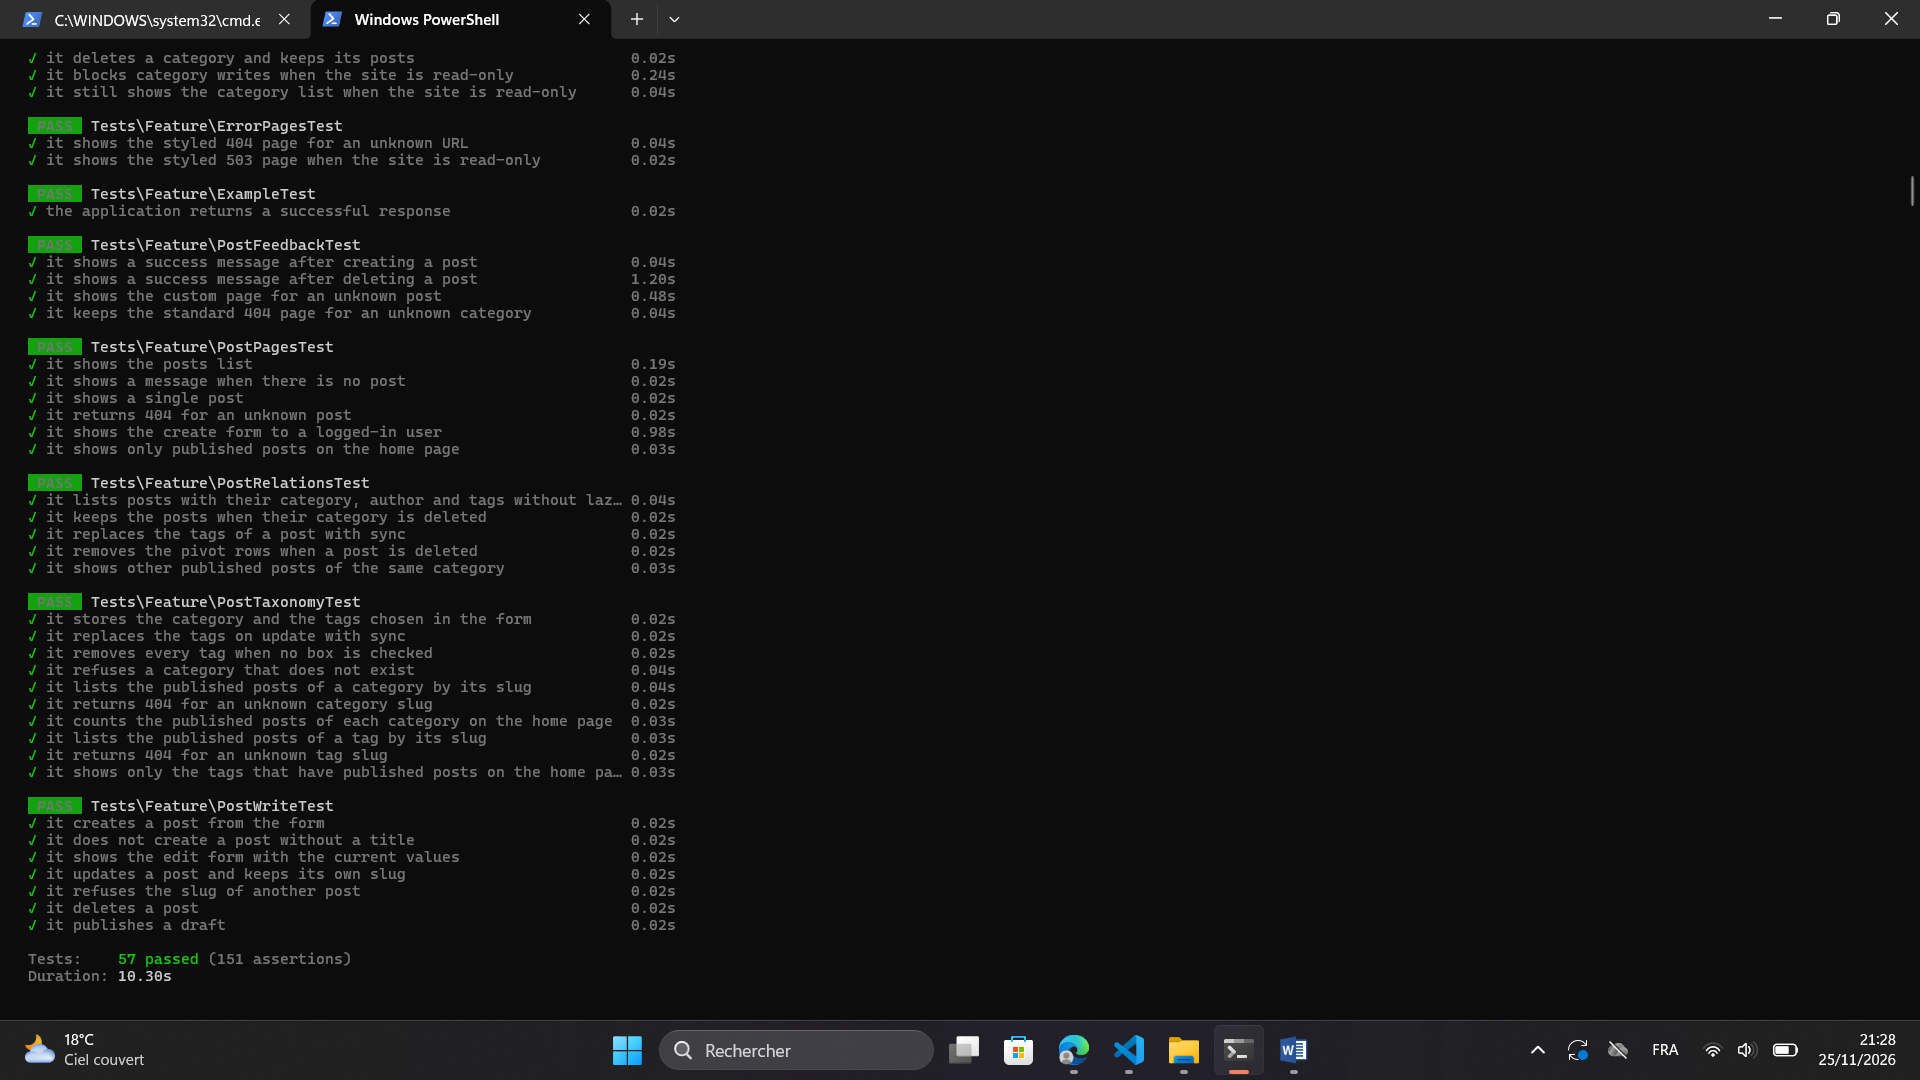 C:\WINDOWS\system32\cmd.e
Windows PowerShell
✓ it deletes a category and keeps its posts 0.02s
✓ it blocks category writes when the site is read-only 0.24s
✓ it still shows the category list when the site is read-only 0.04s
PASS Tests\Feature\ErrorPagesTest
✓ it shows the styled 404 page for an unknown URL 0.04s
✓ it shows the styled 503 page when the site is read-only 0.02s
PASS Tests\Feature\ExampleTest
✓ the application returns a successful response 0.02s
PASS Tests\Feature\PostFeedbackTest
✓ it shows a success message after creating a post 0.04s
✓ it shows a success message after deleting a post 1.20s
✓ it shows the custom page for an unknown post 0.48s
✓ it keeps the standard 404 page for an unknown category 0.04s
PASS Tests\Feature\PostPagesTest
✓ it shows the posts list 0.19s
✓ it shows a message when there is no post 0.02s
✓ it shows a single post 0.02s
✓ it returns 404 for an unknown post 0.02s
✓ it shows the create form to a logged-in user 0.98s
✓ it shows only published posts on the home page 0.03s
PASS Tests\Feature\PostRelationsTest
✓ it lists posts with their category, author and tags without laz… 0.04s
✓ it keeps the posts when their category is deleted 0.02s
✓ it replaces the tags of a post with sync 0.02s
✓ it removes the pivot rows when a post is deleted 0.02s
✓ it shows other published posts of the same category 0.03s
PASS Tests\Feature\PostTaxonomyTest
✓ it stores the category and the tags chosen in the form 0.02s
✓ it replaces the tags on update with sync 0.02s
✓ it removes every tag when no box is checked 0.02s
✓ it refuses a category that does not exist 0.04s
✓ it lists the published posts of a category by its slug 0.04s
✓ it returns 404 for an unknown category slug 0.02s
✓ it counts the published posts of each category on the home page 0.03s
✓ it lists the published posts of a tag by its slug 0.03s
✓ it returns 404 for an unknown tag slug 0.02s
✓ it shows only the tags that have published posts on the home pa… 0.03s
PASS Tests\Feature\PostWriteTest
✓ it creates a post from the form 0.02s
✓ it does not create a post without a title 0.02s
✓ it shows the edit form with the current values 0.02s
✓ it updates a post and keeps its own slug 0.02s
✓ it refuses the slug of another post 0.02s
✓ it deletes a post 0.02s
✓ it publishes a draft 0.02s
Tests: 57 passed (151 assertions)
Duration: 10.30s
18°C
Ciel couvert
Rechercher
FRA
21:28
25/11/2026